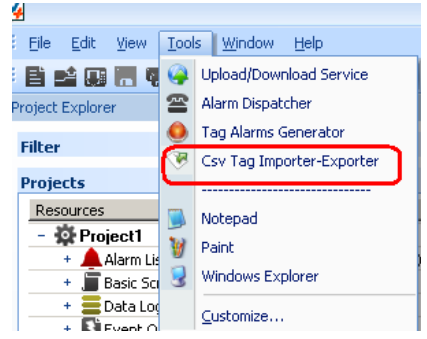 File Edit View Tools Window Help
Upload/Download Service
Project Explorer
Alarm Dispatcher
Tag Alarms Generator
Filter
Csv Tag Importer-Exporter
Projects
-------------------------------
Resources
Notepad
- Project1
Paint
+ Alarm Lis
+ Basic Scr
Windows Explorer
+ Data Log
+ Event O
Customize...